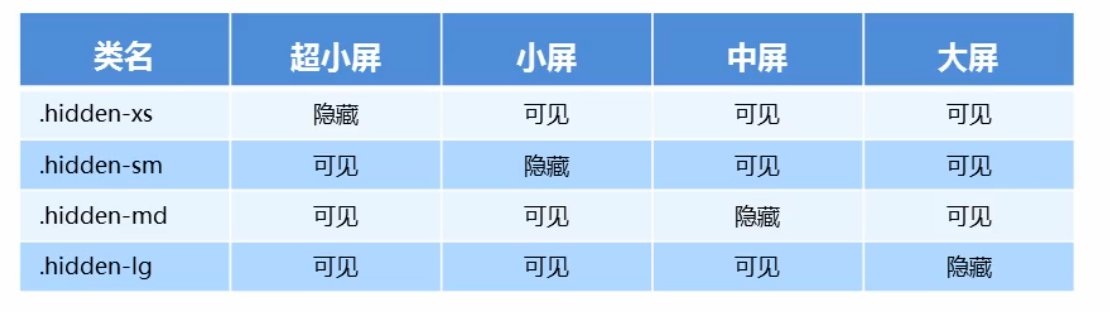 类名 超小屏 小屏 中屏 大屏
.hidden-xs 隐藏 可见 可见 可见
.hidden-sm 可见 隐藏 可见 可见
.hidden-md 可见 可见 隐藏 可见
.hidden-lg 可见 可见 可见 隐藏